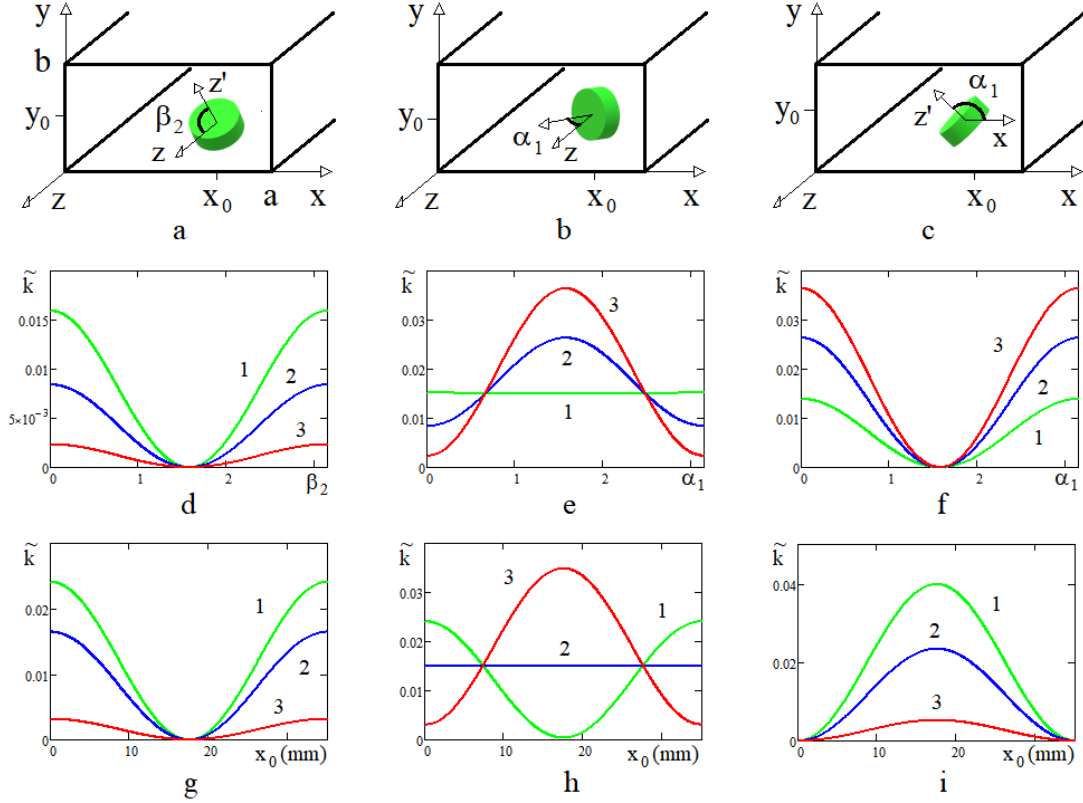 y
b
y₀
z'
β₂
z
z
x₀
a
x
a
y
y₀
α₁
z
z
x₀
x
b
y
y₀
z'
α₁
x
z
x₀
x
c
k̃
0.015
0.01
5×10⁻³
0
1
2
3
0
1
2
β₂
d
k̃
0.03
0.02
0.01
0
3
2
1
0
1
2
α₁
e
k̃
0.03
0.02
0.01
0
3
2
1
0
1
2
α₁
f
k̃
0.02
0.01
0
1
2
3
0
10
20
x₀(mm)
g
k̃
0.04
0.03
0.02
0.01
0
3
1
2
0
10
20
x₀(mm)
h
k̃
0.04
0.02
0
1
2
3
0
10
20
x₀(mm)
i